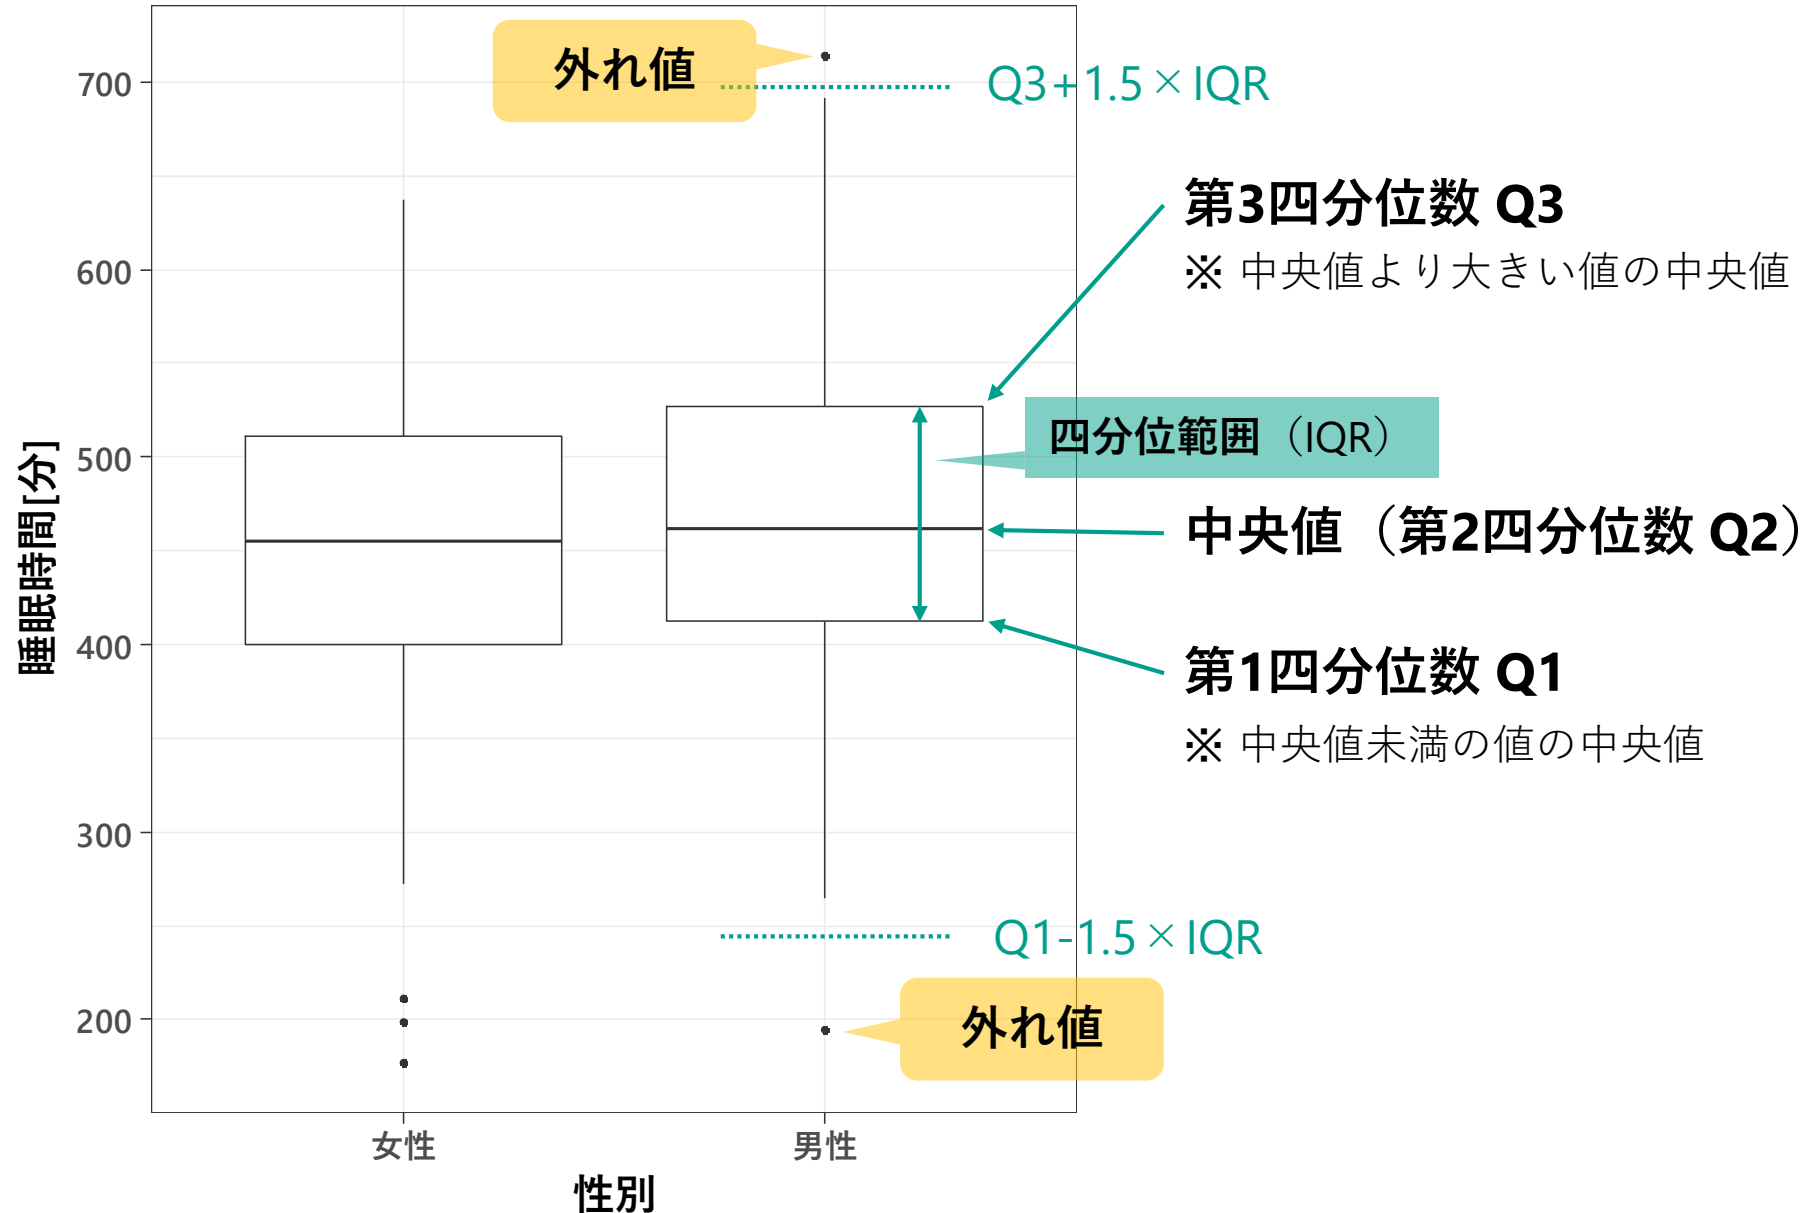 外れ値
Q3+1.5×IQR
700
第3四分位数 Q3
※ 中央値より大きい値の中央値
600
四分位範囲（IQR）
500
中央値（第2四分位数 Q2）
睡眠時間[分]
400
第1四分位数 Q1
※ 中央値未満の値の中央値
300
Q1-1.5×IQR
外れ値
200
女性
男性
性別